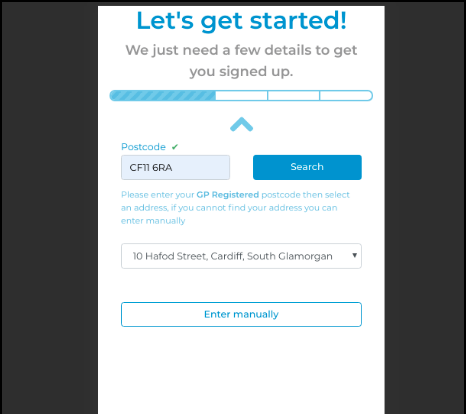 Let's get started!
We just need a few details to get
you signed up.
Postcode ✔
CF11 6RA
Search
Please enter your GP Registered postcode then select
an address, if you cannot find your address you can
enter manually
10 Hafod Street, Cardiff, South Glamorgan
Enter manually